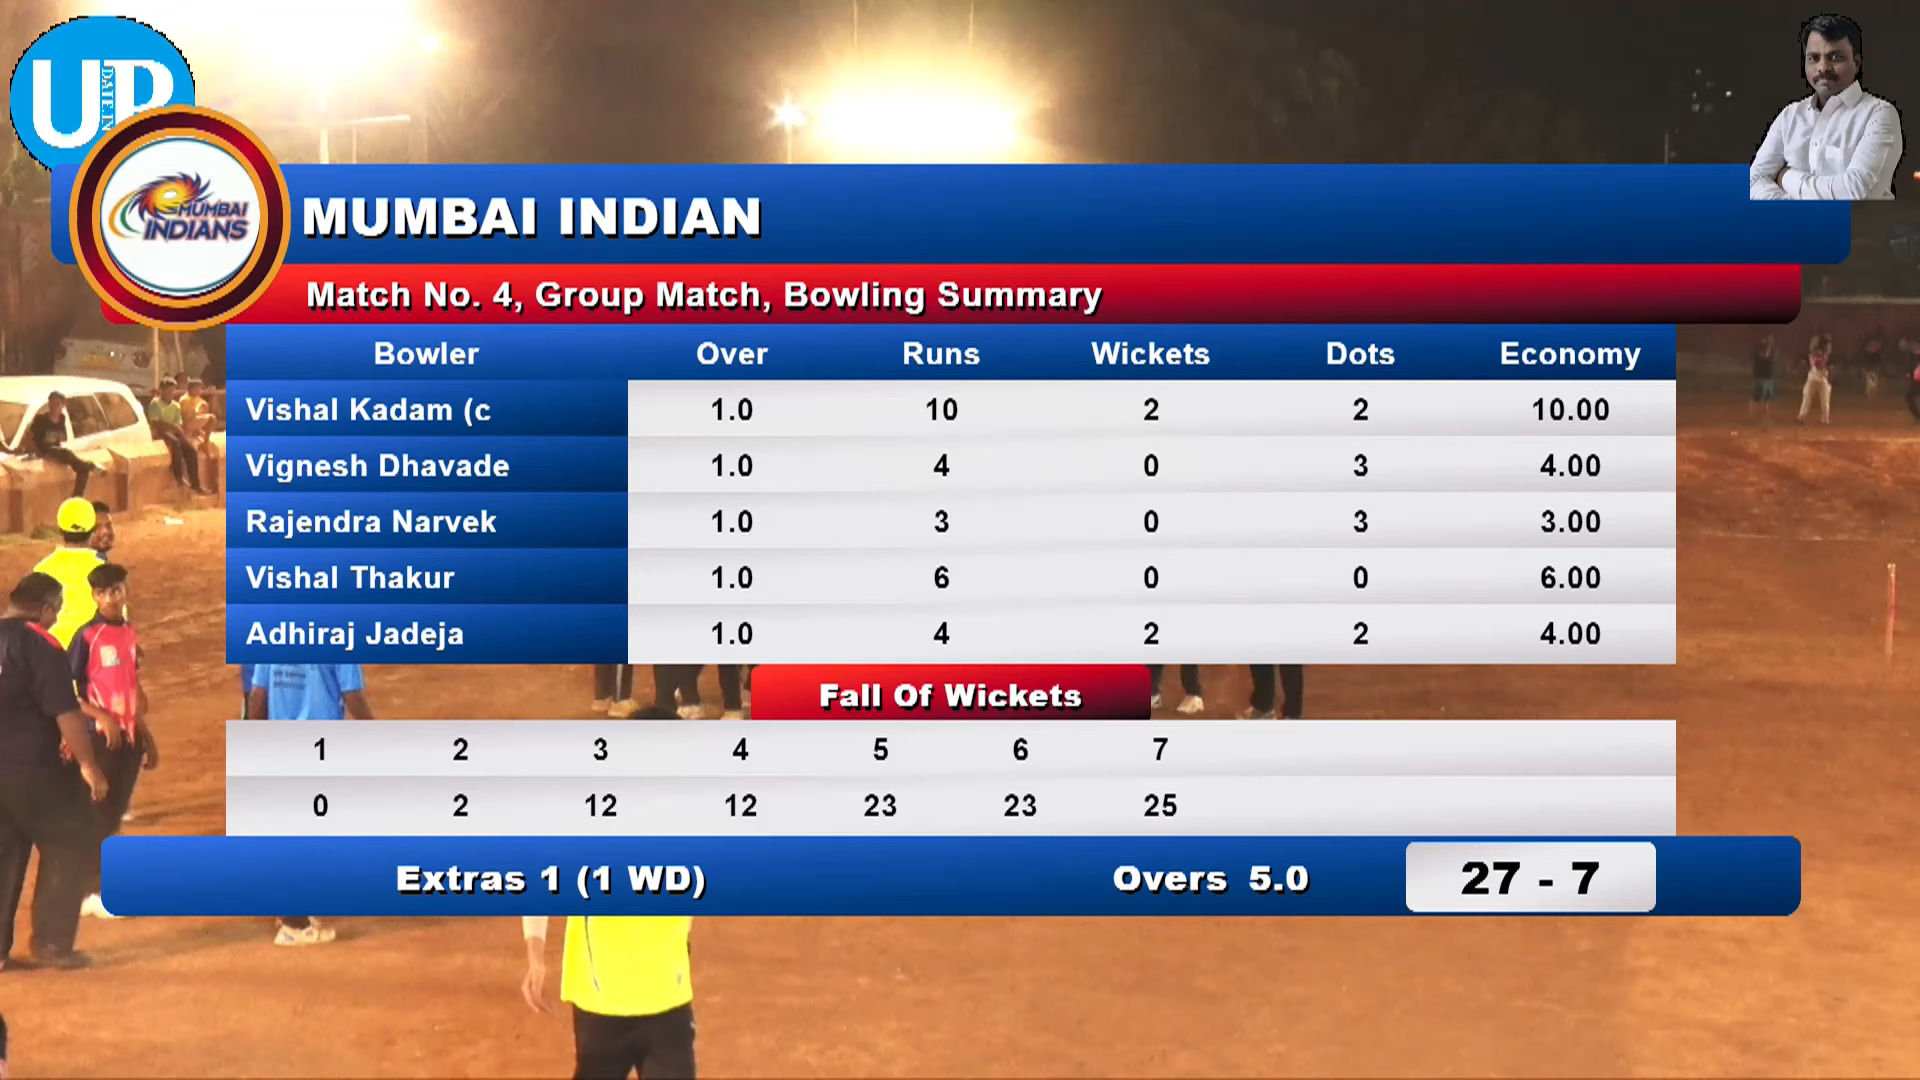 UP
DATE.IN
MUMBAI
INDIANS
MUMBAI INDIAN
Match No. 4, Group Match, Bowling Summary
Bowler Over Runs Wickets Dots Economy
Vishal Kadam (c 1.0 10 2 2 10.00
Vignesh Dhavade 1.0 4 0 3 4.00
Rajendra Narvek 1.0 3 0 3 3.00
Vishal Thakur 1.0 6 0 0 6.00
Adhiraj Jadeja 1.0 4 2 2 4.00
Fall Of Wickets
1 2 3 4 5 6 7
0 2 12 12 23 23 25
Extras 1 (1 WD) Overs 5.0 27 - 7